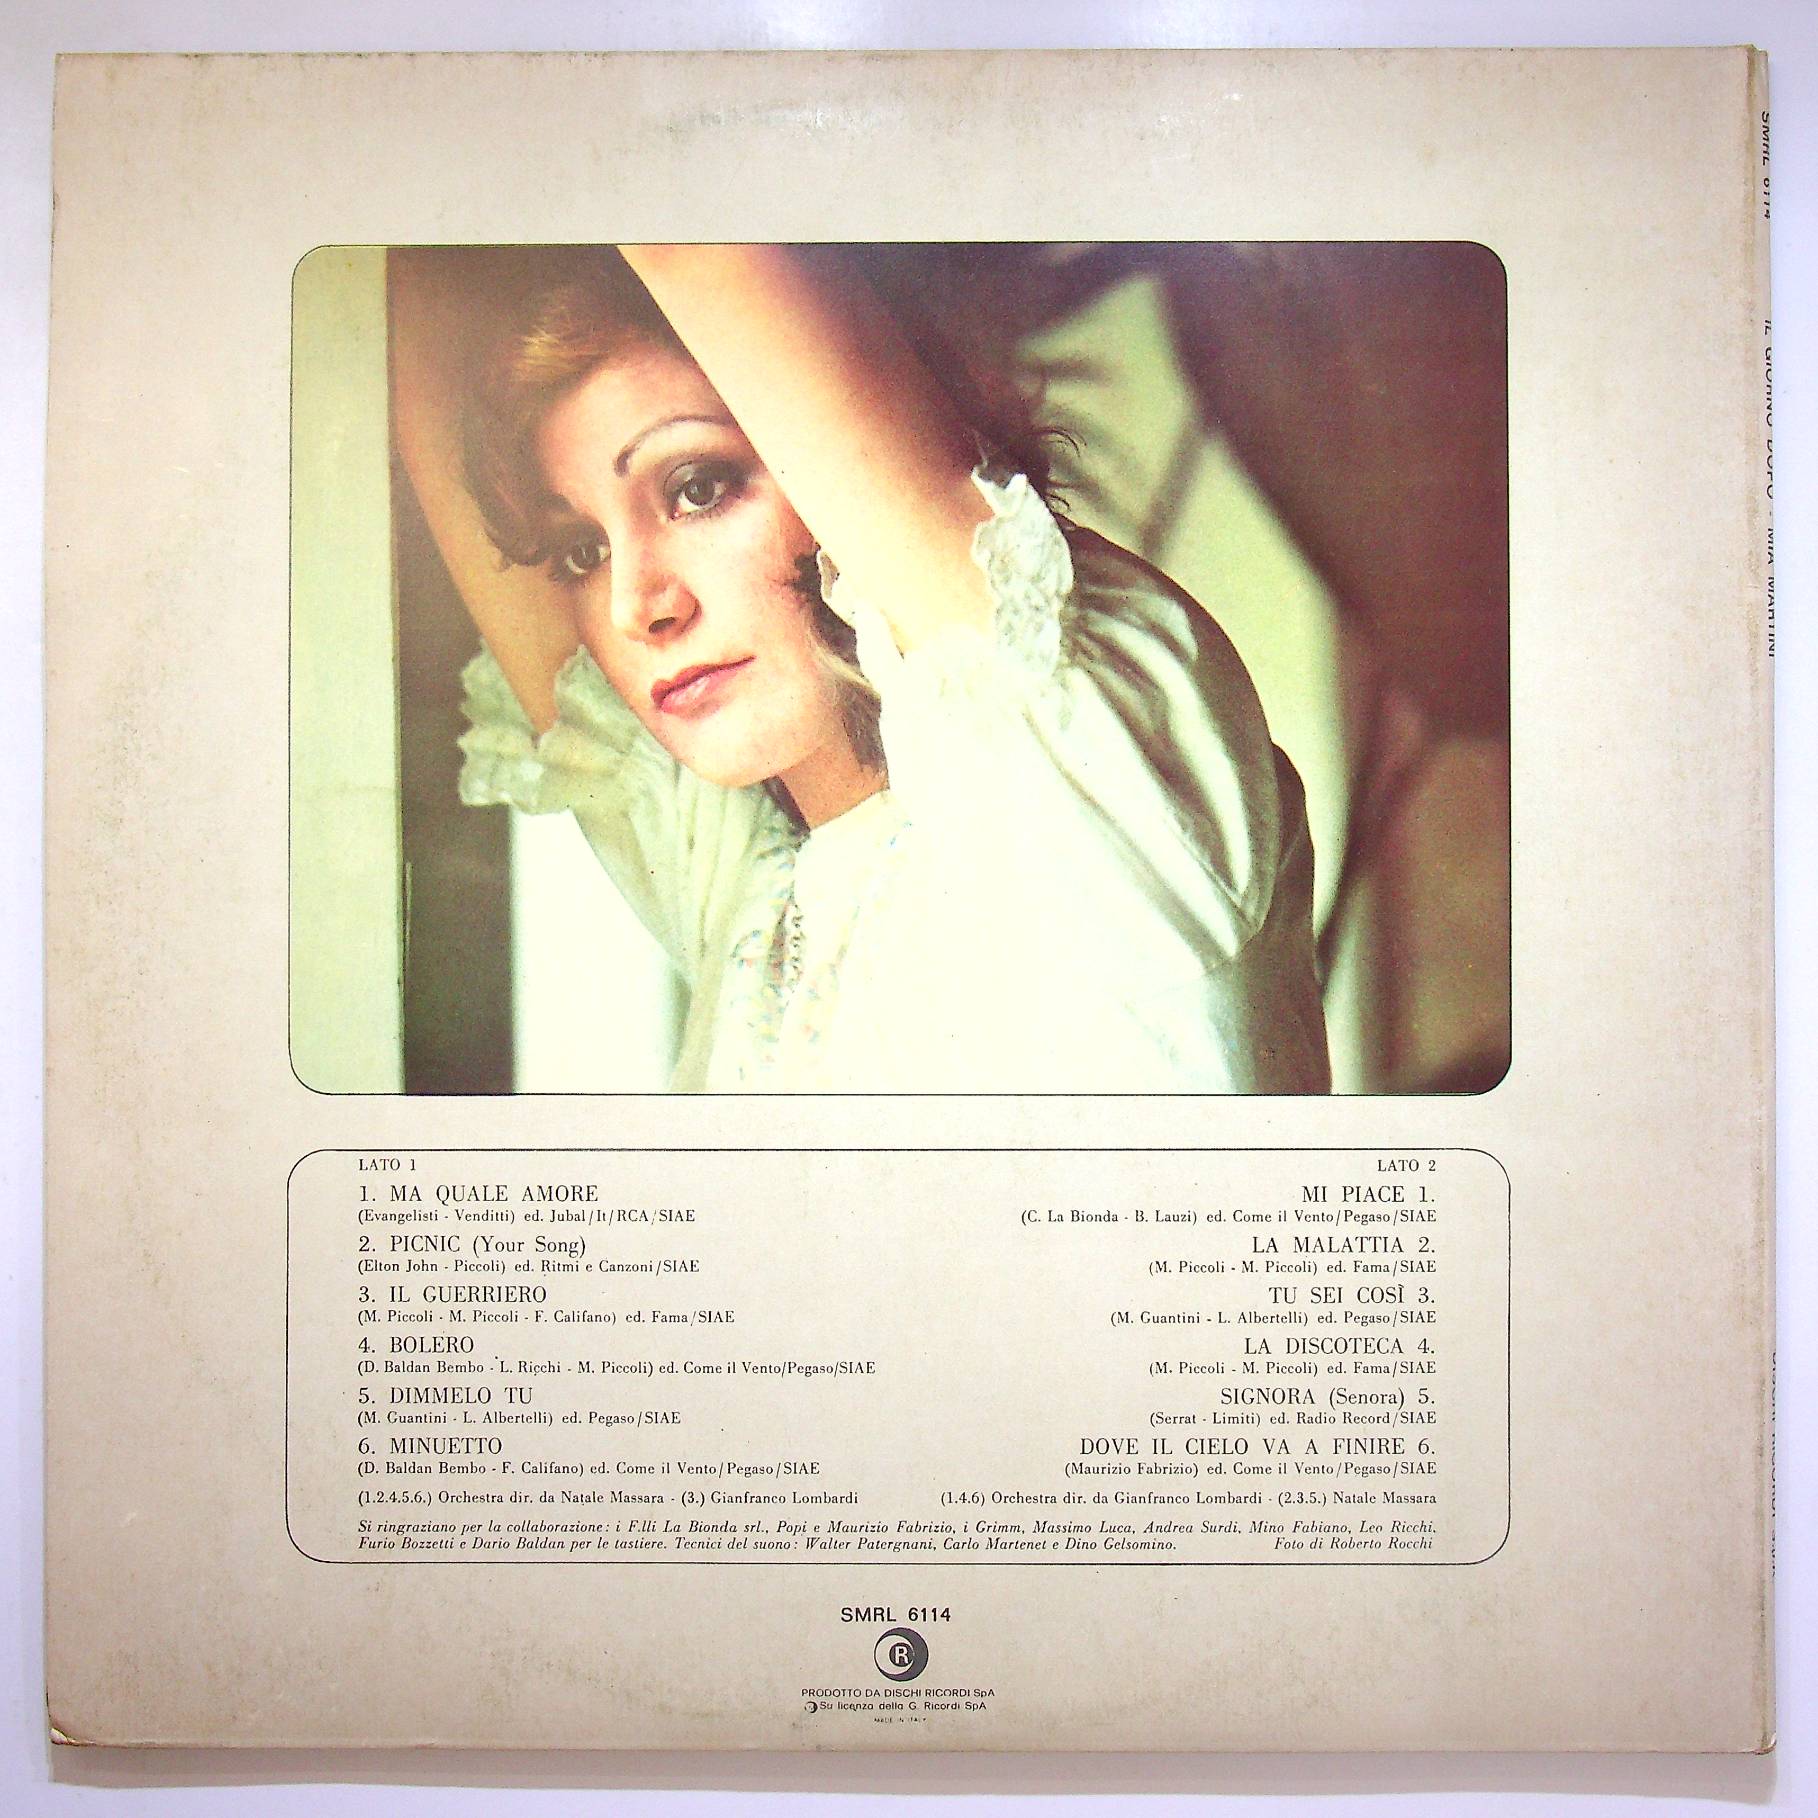 LATO 1
1. MA QUALE AMORE
(Evangelisti - Venditti) ed. Jubal/It/RCA/SIAE
2. PICNIC (Your Song)
(Elton John - Piccoli) ed. Ritmi e Canzoni/SIAE
3. IL GUERRIERO
(M. Piccoli - M. Piccoli - F. Califano) ed. Fama/SIAE
4. BOLERO
(D. Baldan Bembo - L. Ricchi - M. Piccoli) ed. Come il Vento/Pegaso/SIAE
5. DIMMELO TU
(M. Guantini - L. Albertelli) ed. Pegaso/SIAE
6. MINUETTO
(D. Baldan Bembo - F. Califano) ed. Come il Vento/Pegaso/SIAE
(1.2.4.5.6.) Orchestra dir. da Natale Massara - (3.) Gianfranco Lombardi
LATO 2
MI PIACE 1.
(C. La Bionda - B. Lauzi) ed. Come il Vento/Pegaso/SIAE
LA MALATTIA 2.
(M. Piccoli - M. Piccoli) ed. Fama/SIAE
TU SEI COSÌ 3.
(M. Guantini - L. Albertelli) ed. Pegaso/SIAE
LA DISCOTECA 4.
(M. Piccoli - M. Piccoli) ed. Fama/SIAE
SIGNORA (Senora) 5.
(Serrat - Limiti) ed. Radio Record/SIAE
DOVE IL CIELO VA A FINIRE 6.
(Maurizio Fabrizio) ed. Come il Vento/Pegaso/SIAE
(1.4.6) Orchestra dir. da Gianfranco Lombardi - (2.3.5.) Natale Massara
Si ringraziano per la collaborazione: i F.lli La Bionda srl., Popi e Maurizio Fabrizio, i Grimm, Massimo Luca, Andrea Surdi, Mino Fabiano, Leo Ricchi,
Furio Bozzetti e Dario Baldan per le tastiere. Tecnici del suono: Walter Patergnani, Carlo Martenet e Dino Gelsomino. Foto di Roberto Rocchi
SMRL 6114
R
PRODOTTO DA DISCHI RICORDI SpA
Su licenza della G. Ricordi SpA
MADE IN ITALY
SMRL 6114 IL GIORNO DOPO - MIA MARTINI